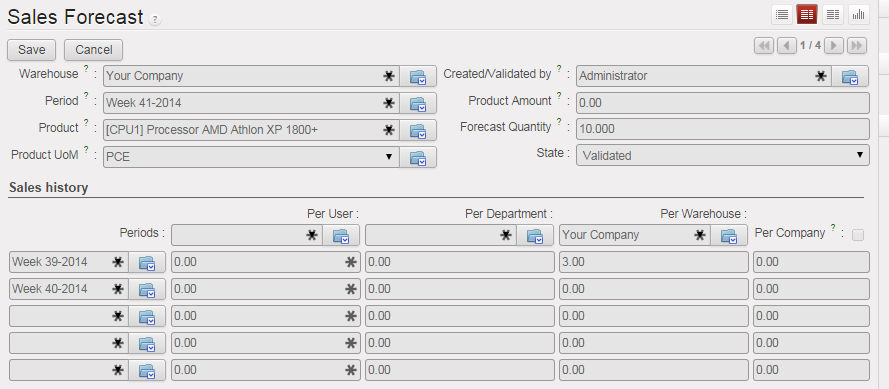 Sales Forecast ?
Save Cancel 1 / 4
Warehouse ? : Your Company Created/Validated by ? : Administrator
Period ? : Week 41-2014 Product Amount ? : 0.00
Product ? : [CPU1] Processor AMD Athlon XP 1800+ Forecast Quantity ? : 10.000
Product UoM ? : PCE State : Validated
Sales history
Per User : Per Department : Per Warehouse :
Periods : Your Company Per Company ? :
Week 39-2014 0.00 0.00 3.00 0.00
Week 40-2014 0.00 0.00 0.00 0.00
0.00 0.00 0.00 0.00
0.00 0.00 0.00 0.00
0.00 0.00 0.00 0.00